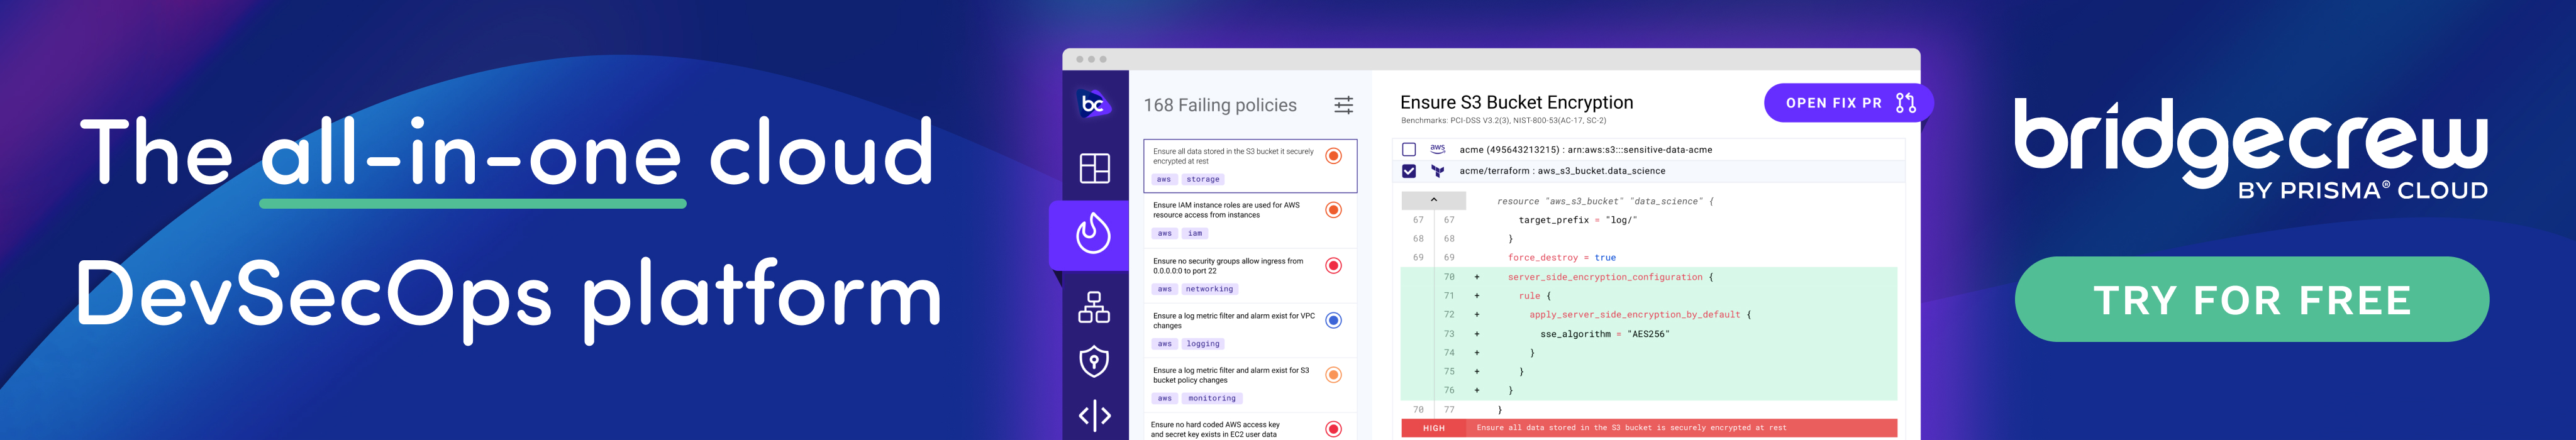 The all-in-one cloud
DevSecOps platform
bc
168 Failing policies
Ensure all data stored in the S3 bucket it securely
encrypted at rest
aws storage
Ensure IAM instance roles are used for AWS
resource access from instances
aws iam
Ensure no security groups allow ingress from
0.0.0.0:0 to port 22
aws networking
Ensure a log metric filter and alarm exist for VPC
changes
aws logging
Ensure a log metric filter and alarm exist for S3
bucket policy changes
aws monitoring
Ensure no hard coded AWS access key
and secret key exists in EC2 user data
Ensure S3 Bucket Encryption
Benchmarks: PCI-DSS V3.2(3), NIST-800-53(AC-17, SC-2)
OPEN FIX PR
aws acme (495643213215) : arn:aws:s3:::sensitive-data-acme
acme/terraform : aws_s3_bucket.data_science
resource "aws_s3_bucket" "data_science" {
67 67 target_prefix = "log/"
68 68 }
69 69 force_destroy = true
70 + server_side_encryption_configuration {
71 + rule {
72 + apply_server_side_encryption_by_default {
73 + sse_algorithm = "AES256"
74 + }
75 + }
76 + }
70 77 }
HIGH Ensure all data stored in the S3 bucket is securely encrypted at rest
bridgecrew
BY PRISMA® CLOUD
TRY FOR FREE